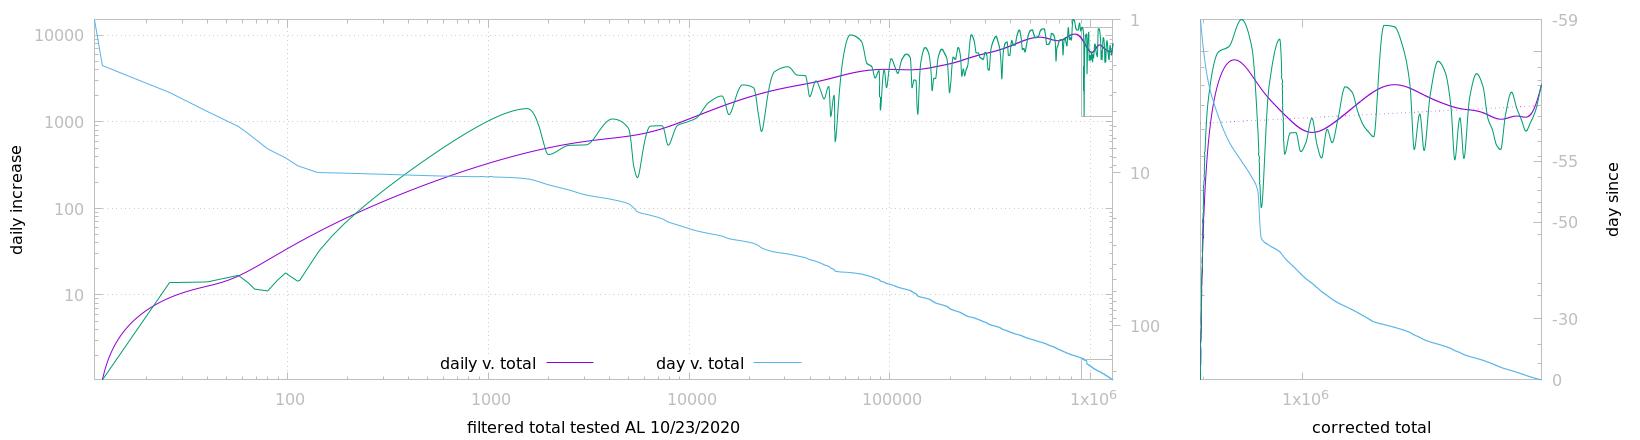 10000
1000
100
10
daily increase
100
1000
10000
100000
1x10^6
filtered total tested AL 10/23/2020
daily v. total
day v. total
1
10
100
-59
-55
-50
-30
0
day since
1x10^6
corrected total